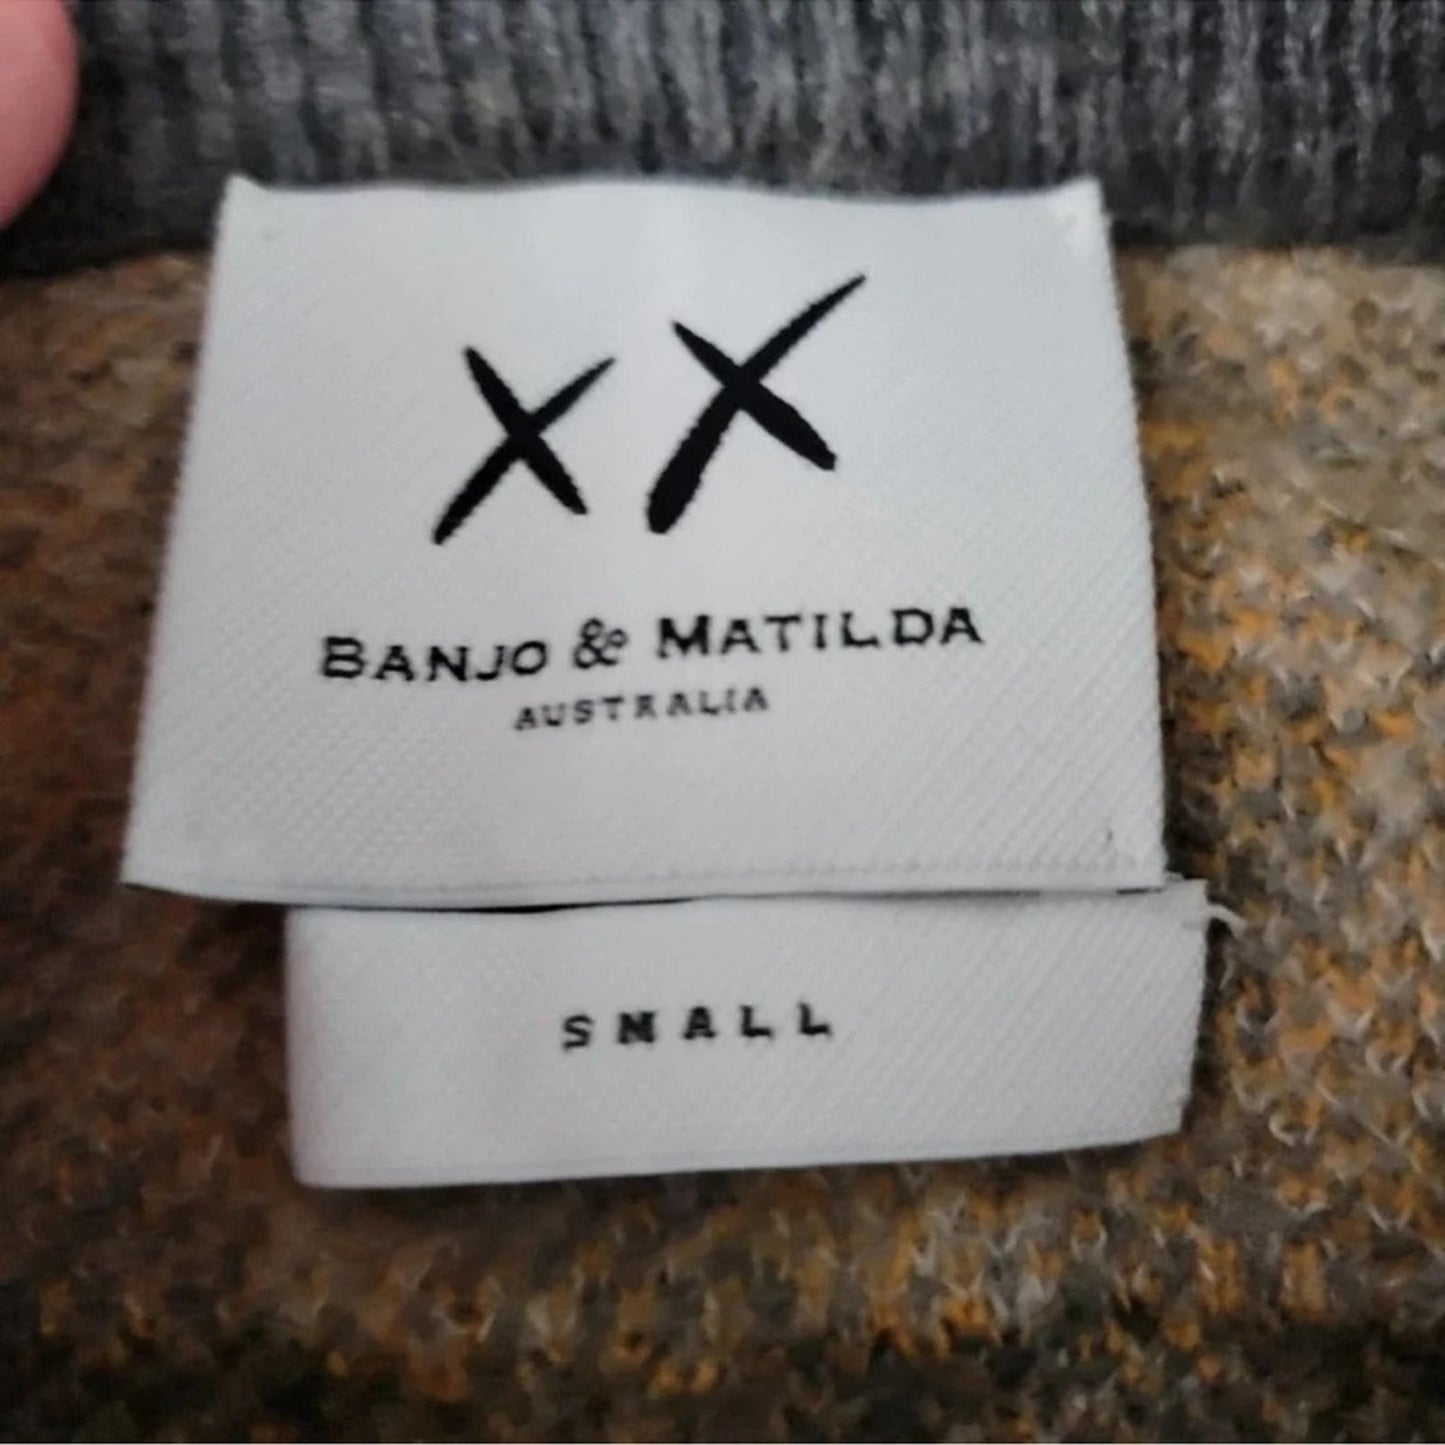 XX
BANJO & MATILDA
AUSTRALIA
SMALL